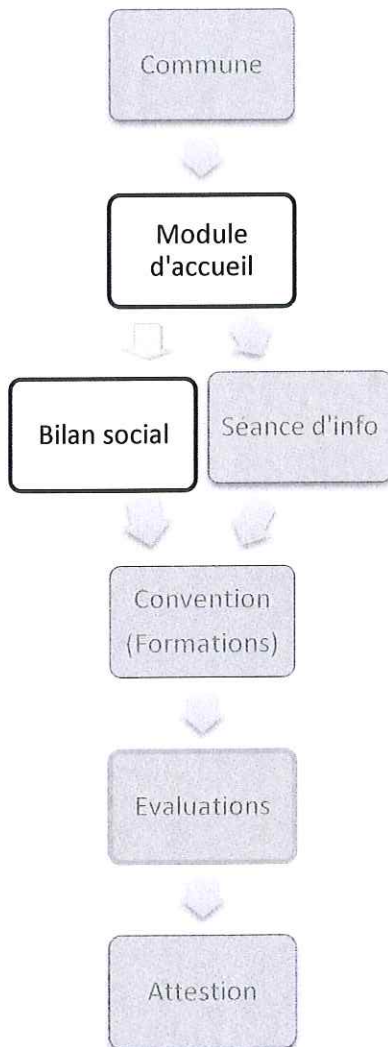 Commune
Module
d'accueil
Bilan social
Séance d'info
Convention
(Formations)
Evaluations
Attestion